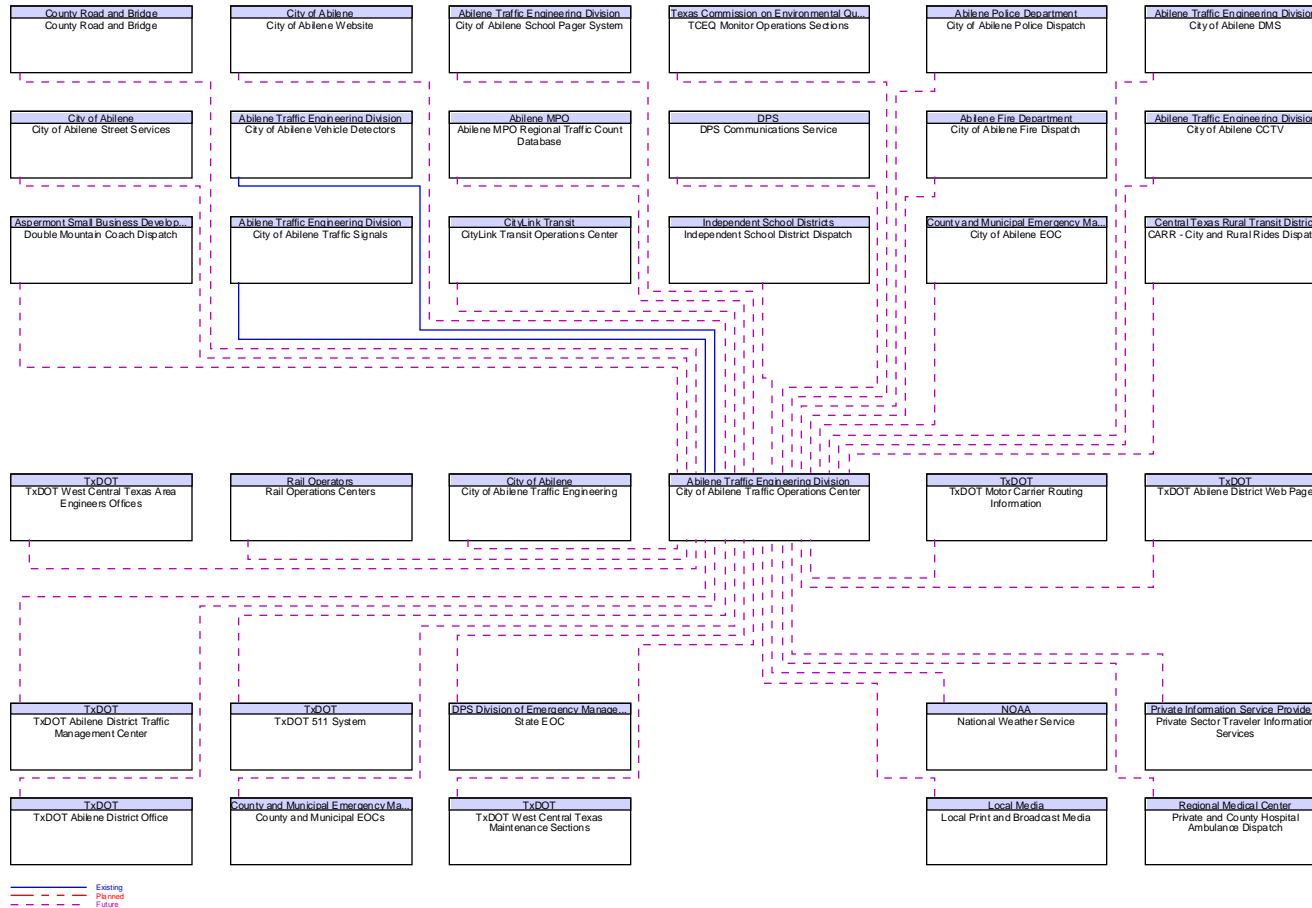 County Road and Bridge
County Road and Bridge
City of Abilene
City of Abilene Website
Abilene Traffic Engineering Division
City of Abilene School Pager System
Texas Commission on Environmental Qu...
TCEQ Monitor Operations Sections
Abilene Police Department
City of Abilene Police Dispatch
Abilene Traffic Engineering Division
City of Abilene DMS
City of Abilene
City of Abilene Street Services
Abilene Traffic Engineering Division
City of Abilene Vehicle Detectors
Abilene MPO
Abilene MPO Regional Traffic Count
Database
DPS
DPS Communications Service
Abilene Fire Department
City of Abilene Fire Dispatch
Abilene Traffic Engineering Division
City of Abilene CCTV
Aspermont Small Business Develop...
Double Mountain Coach Dispatch
Abilene Traffic Engineering Division
City of Abilene Traffic Signals
CityLink Transit
CityLink Transit Operations Center
Independent School Districts
Independent School District Dispatch
County and Municipal Emergency Ma...
City of Abilene EOC
Central Texas Rural Transit District
CARR - City and Rural Rides Dispat
TxDOT
TxDOT West Central Texas Area
Engineers Offices
Rail Operators
Rail Operations Centers
City of Abilene
City of Abilene Traffic Engineering
Abilene Traffic Engineering Division
City of Abilene Traffic Operations Center
TxDOT
TxDOT Motor Carrier Routing
Information
TxDOT
TxDOT Abilene District Web Page
TxDOT
TxDOT Abilene District Traffic
Management Center
TxDOT
TxDOT 511 System
DPS Division of Emergency Manage...
State EOC
NOAA
National Weather Service
Private Information Service Provide
Private Sector Traveler Information
Services
TxDOT
TxDOT Abilene District Office
County and Municipal Emergency Ma...
County and Municipal EOCs
TxDOT
TxDOT West Central Texas
Maintenance Sections
Local Media
Local Print and Broadcast Media
Regional Medical Center
Private and County Hospital
Ambulance Dispatch
Existing
Planned
Future